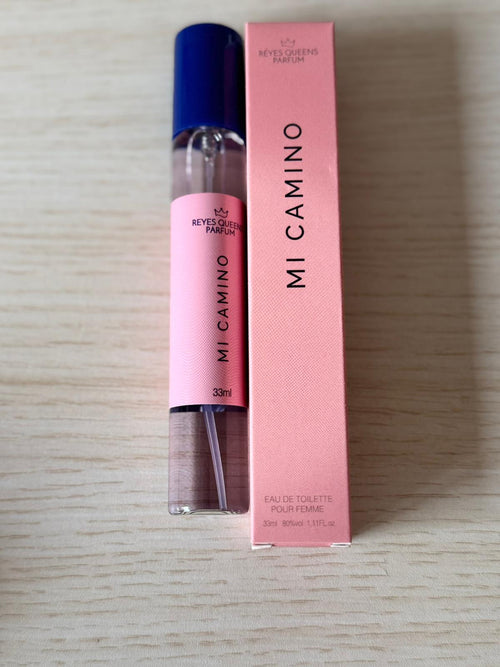 REYES QUEENS
PARFUM
MI CAMINO
33ml
RÉYES QUEENS
PARFUM
MI CAMINO
EAU DE TOILETTE
POUR FEMME
33ml 80%vol 1,11FL.oz